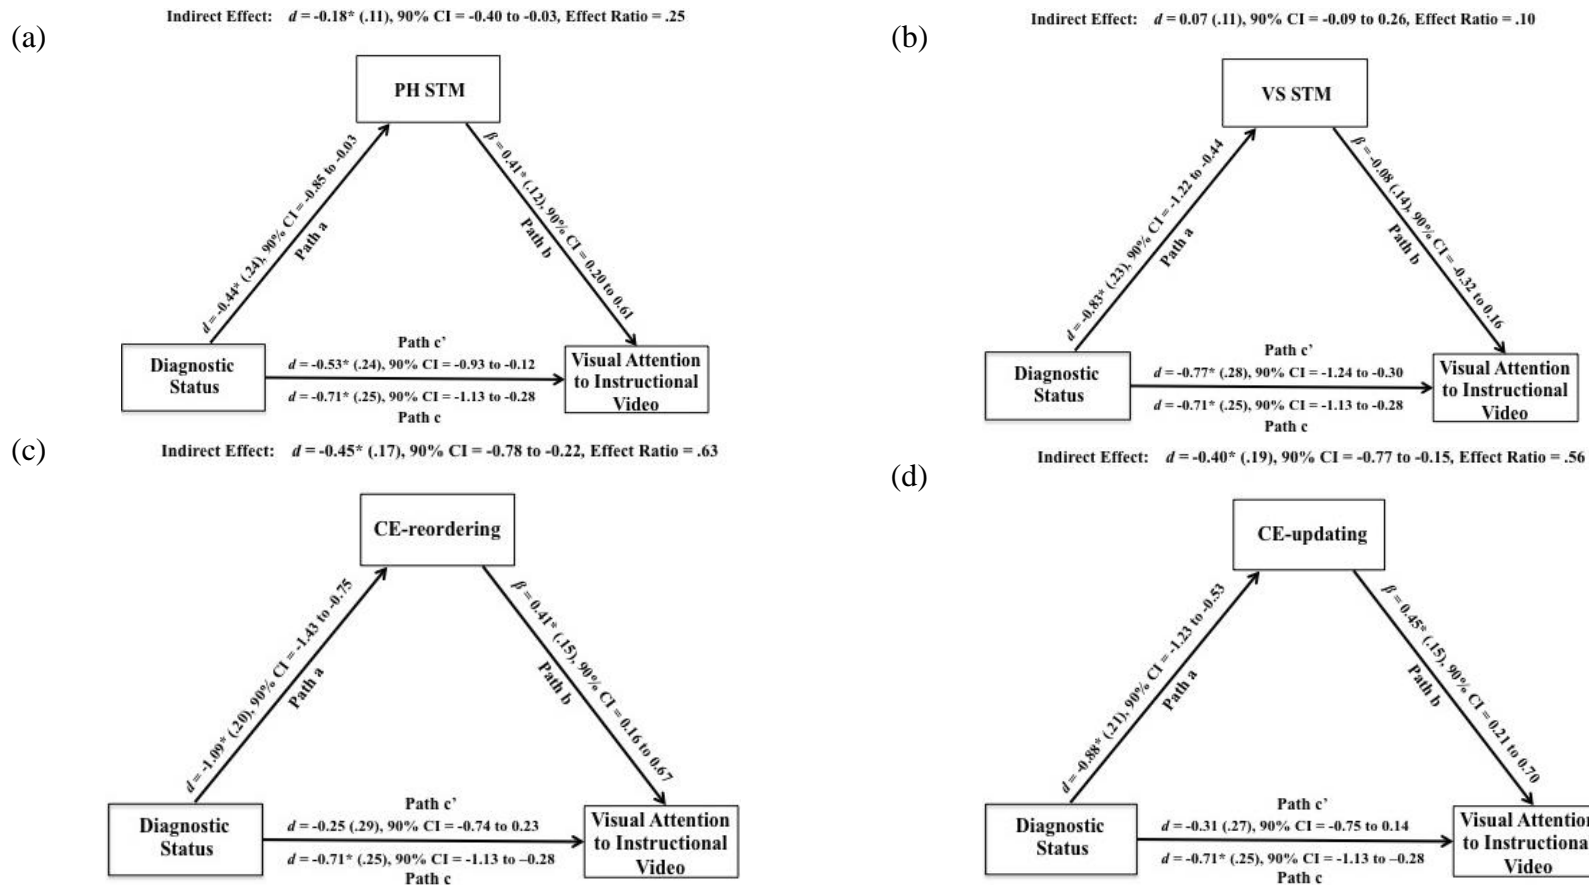 Indirect Effect: d = -0.18* (.11), 90% CI = -0.40 to -0.03, Effect Ratio = .25
(a)
PH STM
d = -0.44* (.24), 90% CI = -0.85 to -0.03
Path a
β = 0.41* (.12), 90% CI = 0.20 to 0.61
Path b
Diagnostic
Status
Path c’
d = -0.53* (.24), 90% CI = -0.93 to -0.12
d = -0.71* (.25), 90% CI = -1.13 to -0.28
Path c
Visual Attention
to Instructional
Video
Indirect Effect: d = 0.07 (.11), 90% CI = -0.09 to 0.26, Effect Ratio = .10
(b)
VS STM
d = -0.83* (.23), 90% CI = -1.22 to -0.44
Path a
β = -0.08 (.14), 90% CI = -0.32 to 0.16
Path b
Diagnostic
Status
Path c’
d = -0.77* (.28), 90% CI = -1.24 to -0.30
d = -0.71* (.25), 90% CI = -1.13 to -0.28
Path c
Visual Attention
to Instructional
Video
(c)
Indirect Effect: d = -0.45* (.17), 90% CI = -0.78 to -0.22, Effect Ratio = .63
CE-reordering
d = -1.09* (.20), 90% CI = -1.43 to -0.75
Path a
β = 0.41* (.15), 90% CI = 0.16 to 0.67
Path b
Diagnostic
Status
Path c’
d = -0.25 (.29), 90% CI = -0.74 to 0.23
d = -0.71* (.25), 90% CI = -1.13 to –0.28
Path c
Visual Attention
to Instructional
Video
Indirect Effect: d = -0.40* (.19), 90% CI = -0.77 to -0.15, Effect Ratio = .56
(d)
CE-updating
d = -0.88* (.21), 90% CI = -1.23 to -0.53
Path a
β = 0.45* (.15), 90% CI = 0.21 to 0.70
Path b
Diagnostic
Status
Path c’
d = -0.31 (.27), 90% CI = -0.75 to 0.14
d = -0.71* (.25), 90% CI = -1.13 to –0.28
Path c
Visual Attention
to Instructional
Video